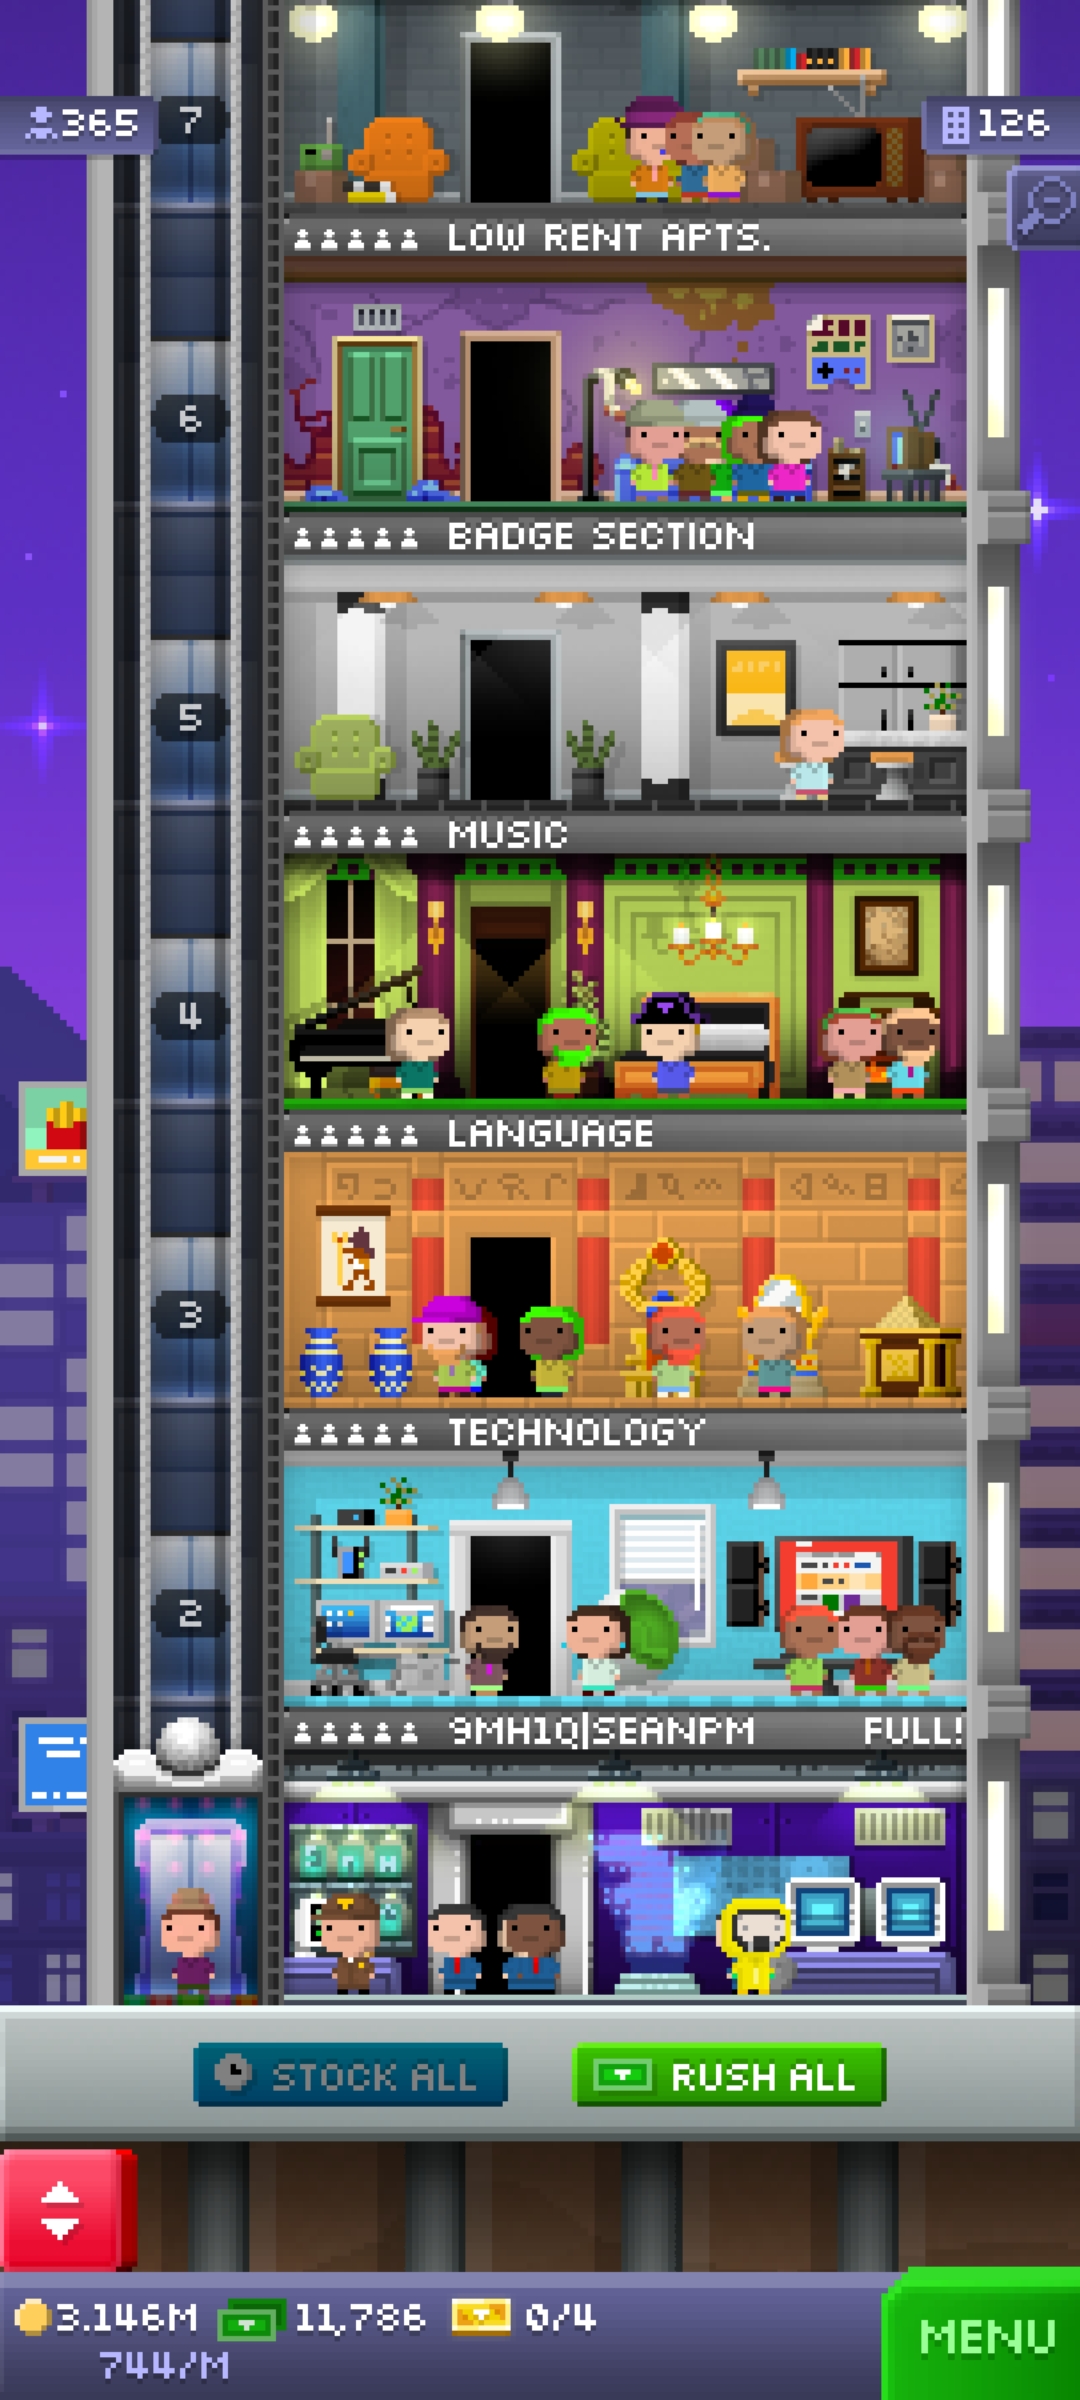 7
365
126
LOW RENT APTS.
6
BADGE SECTION
5
MUSIC
4
LANGUAGE
3
TECHNOLOGY
2
9MH1Q|SEANPM FULL!
STOCK ALL
RUSH ALL
3.146M 11,786 0/4
744/M
MENU